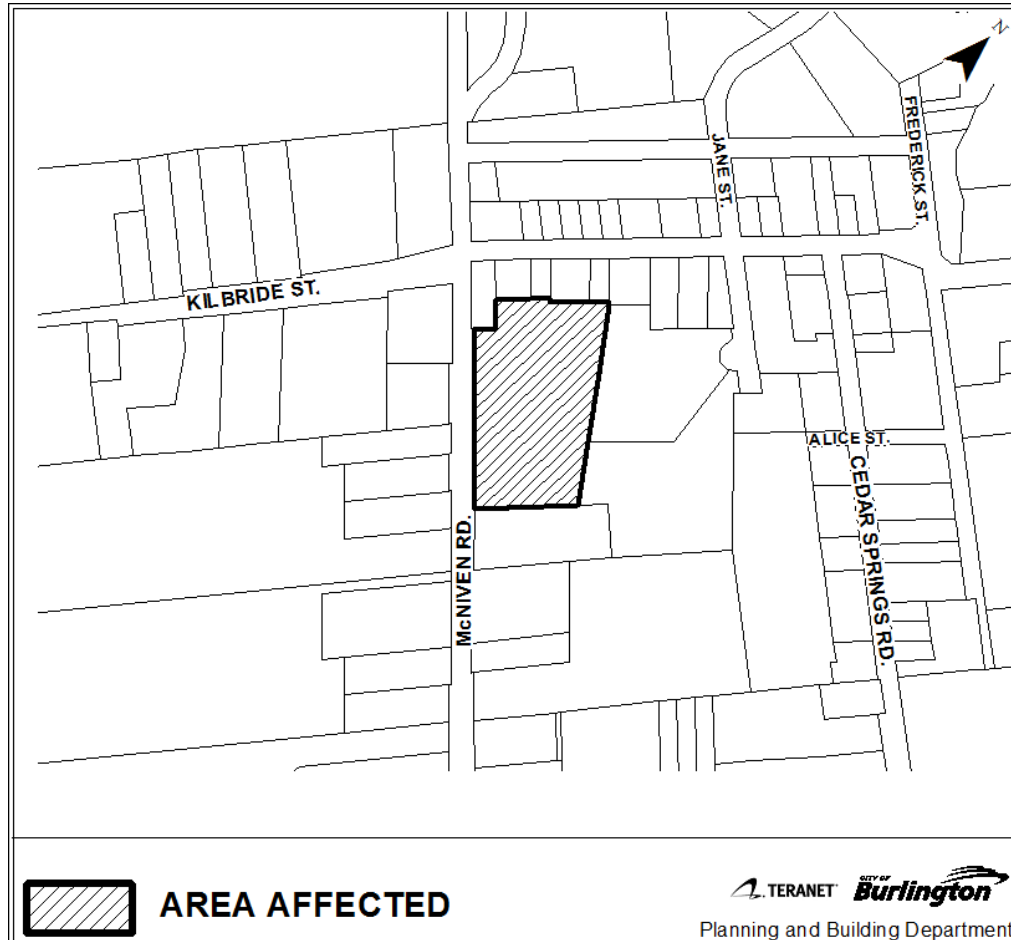 N
FREDERICK ST.
JANE ST.
KILBRIDE ST.
ALICE ST.
CEDAR SPRINGS RD.
McNIVEN RD.
AREA AFFECTED
TERANET
CITY OF
Burlington
Planning and Building Department